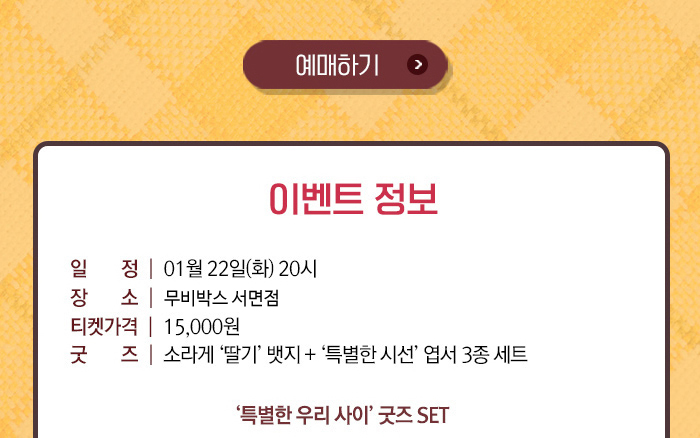 예매하기
이벤트 정보
일 정 | 01월 22일(화) 20시
장 소 | 무비박스 서면점
티켓가격 | 15,000원
굿 즈 | 소라게 ‘딸기’ 뱃지 + ‘특별한 시선’ 엽서 3종 세트
‘특별한 우리 사이’ 굿즈 SET